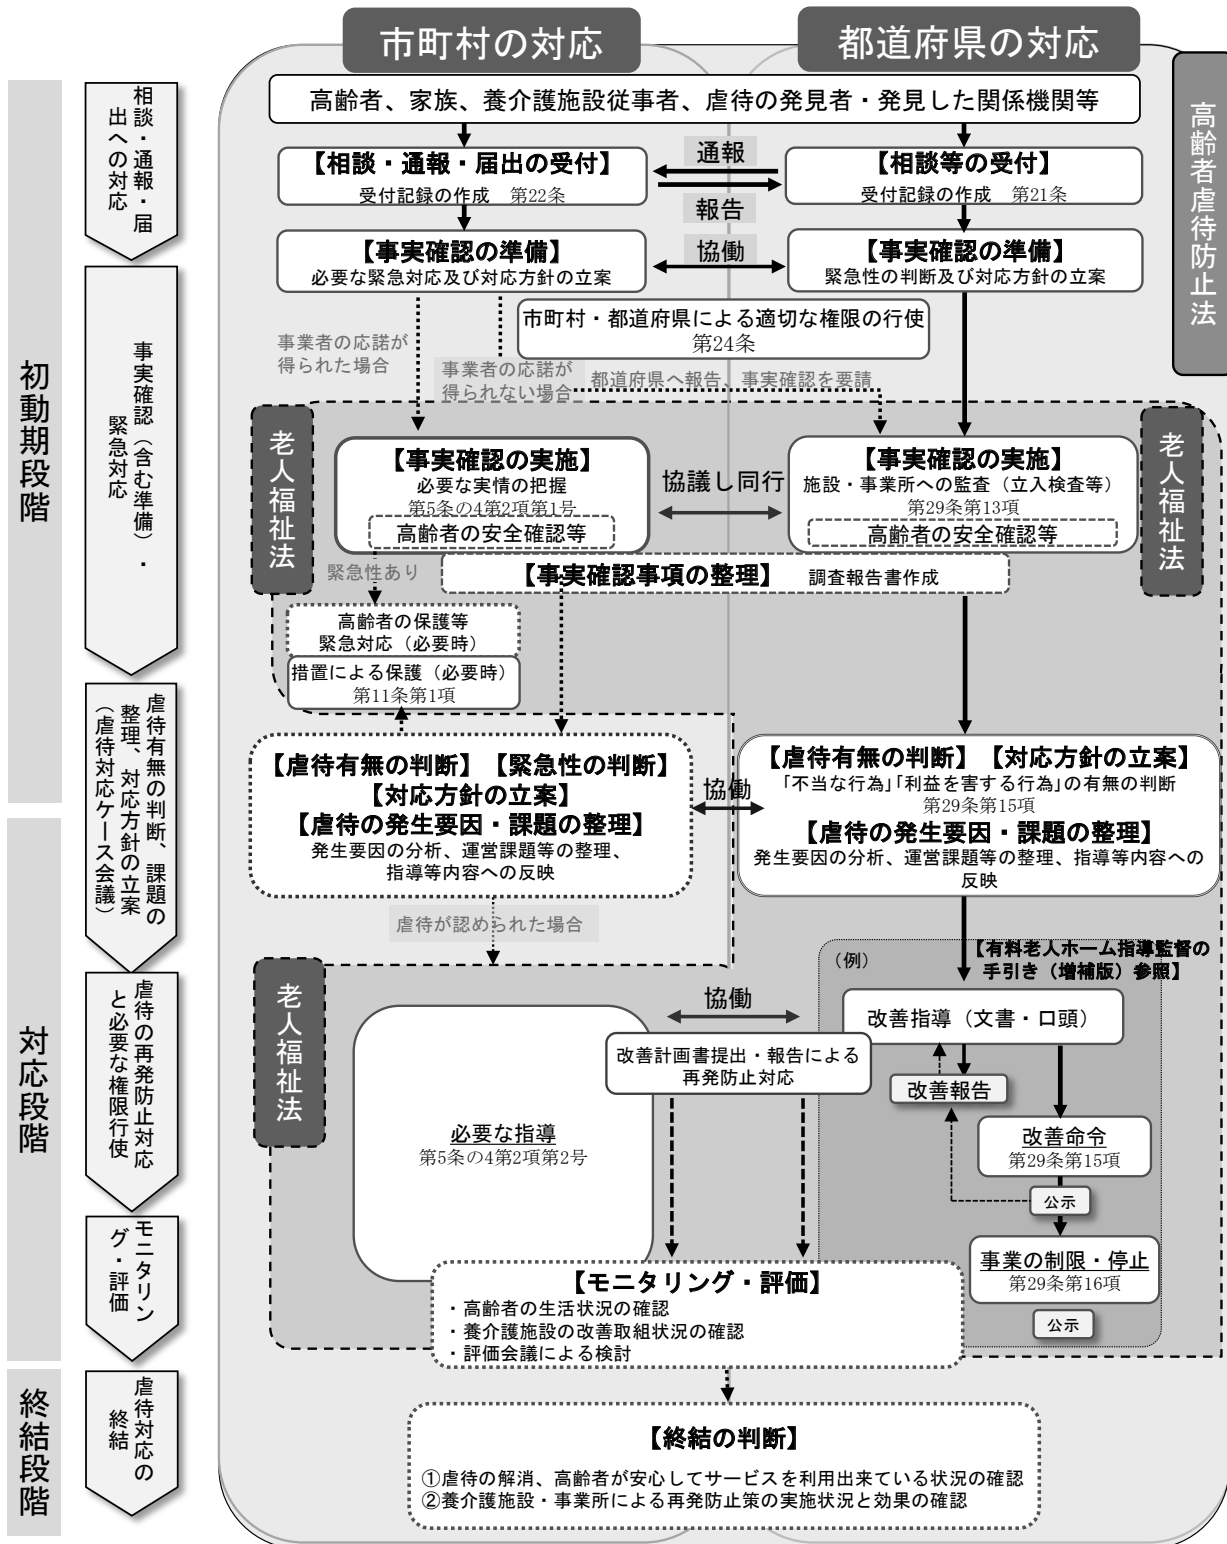 市町村の対応
都道府県の対応
高齢者虐待防止法
初動期段階
対応段階
終結段階
相談・通報・届
出への対応
事実確認（含む準備）・
緊急対応
虐待有無の判断、課題の
整理、対応方針の立案
（虐待対応ケース会議）
虐待の再発防止対応
と必要な権限行使
モニタリン
グ・評価
虐待対応の
終結
高齢者、家族、養介護施設従事者、虐待の発見者・発見した関係機関等
【相談・通報・届出の受付】
受付記録の作成　第22条
通報
報告
【相談等の受付】
受付記録の作成　第21条
【事実確認の準備】
必要な緊急対応及び対応方針の立案
協働
【事実確認の準備】
緊急性の判断及び対応方針の立案
市町村・都道府県による適切な権限の行使
第24条
事業者の応諾が
得られた場合
事業者の応諾が
得られない場合
都道府県へ報告、事実確認を要請
老人福祉法
老人福祉法
【事実確認の実施】
必要な実情の把握
第5条の4第2項第1号
高齢者の安全確認等
協議し同行
【事実確認の実施】
施設・事業所への監査（立入検査等）
第29条第13項
高齢者の安全確認等
緊急性あり
【事実確認事項の整理】　調査報告書作成
高齢者の保護等
緊急対応（必要時）
措置による保護（必要時）
第11条第1項
【虐待有無の判断】【緊急性の判断】
【対応方針の立案】
【虐待の発生要因・課題の整理】
発生要因の分析、運営課題等の整理、
指導等内容への反映
協働
【虐待有無の判断】【対応方針の立案】
「不当な行為」「利益を害する行為」の有無の判断
第29条第15項
【虐待の発生要因・課題の整理】
発生要因の分析、運営課題等の整理、指導等内容への
反映
虐待が認められた場合
老人福祉法
（例）
【有料老人ホーム指導監督の
手引き（増補版）参照】
協働
改善計画書提出・報告による
再発防止対応
必要な指導
第5条の4第2項第2号
改善指導（文書・口頭）
改善報告
改善命令
第29条第15項
公示
事業の制限・停止
第29条第16項
公示
【モニタリング・評価】
・高齢者の生活状況の確認
・養介護施設の改善取組状況の確認
・評価会議による検討
【終結の判断】
①虐待の解消、高齢者が安心してサービスを利用出来ている状況の確認
②養介護施設・事業所による再発防止策の実施状況と効果の確認